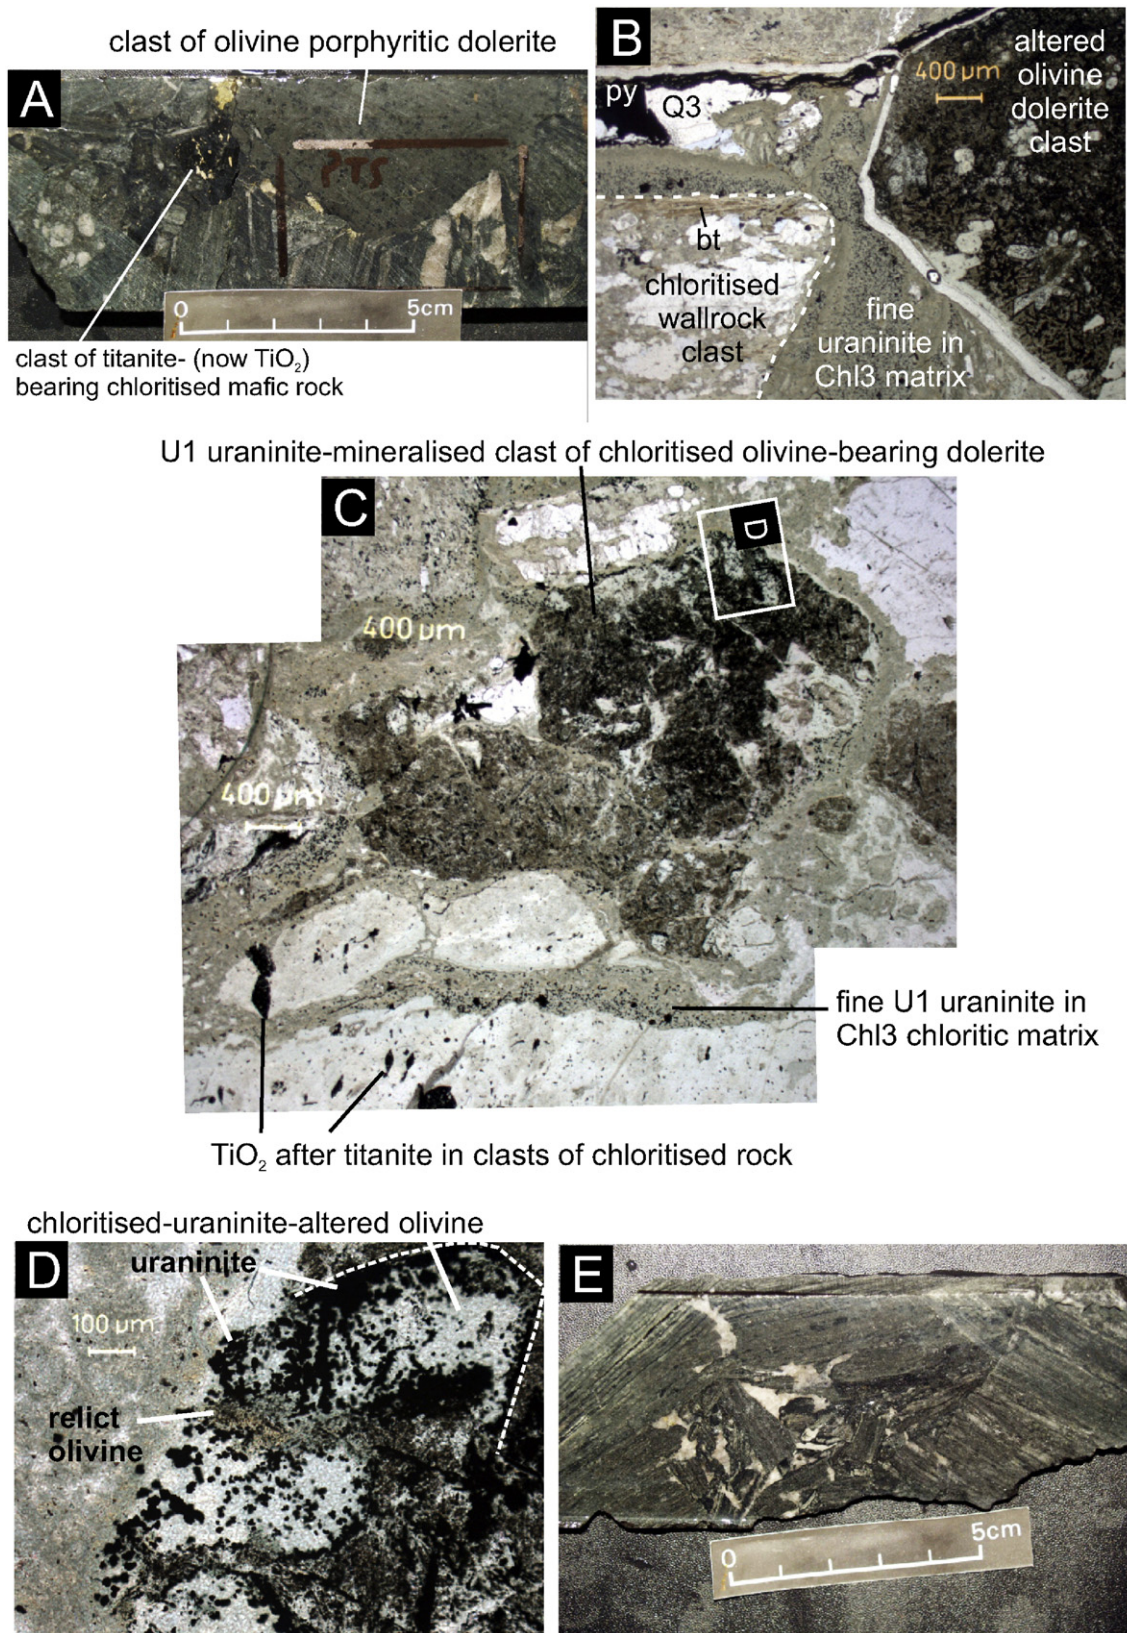 clast of olivine porphyritic dolerite
A
PTS
0
5cm
clast of titanite- (now TiO₂)
bearing chloritised mafic rock
B
altered
olivine
dolerite
clast
400 µm
py
Q3
bt
chloritised
wallrock
clast
fine
uraninite in
Chl3 matrix
U1 uraninite-mineralised clast of chloritised olivine-bearing dolerite
C
D
400 µm
400 µm
fine U1 uraninite in
Chl3 chloritic matrix
TiO₂ after titanite in clasts of chloritised rock
chloritised-uraninite-altered olivine
D
uraninite
100 µm
relict
olivine
E
0
5cm